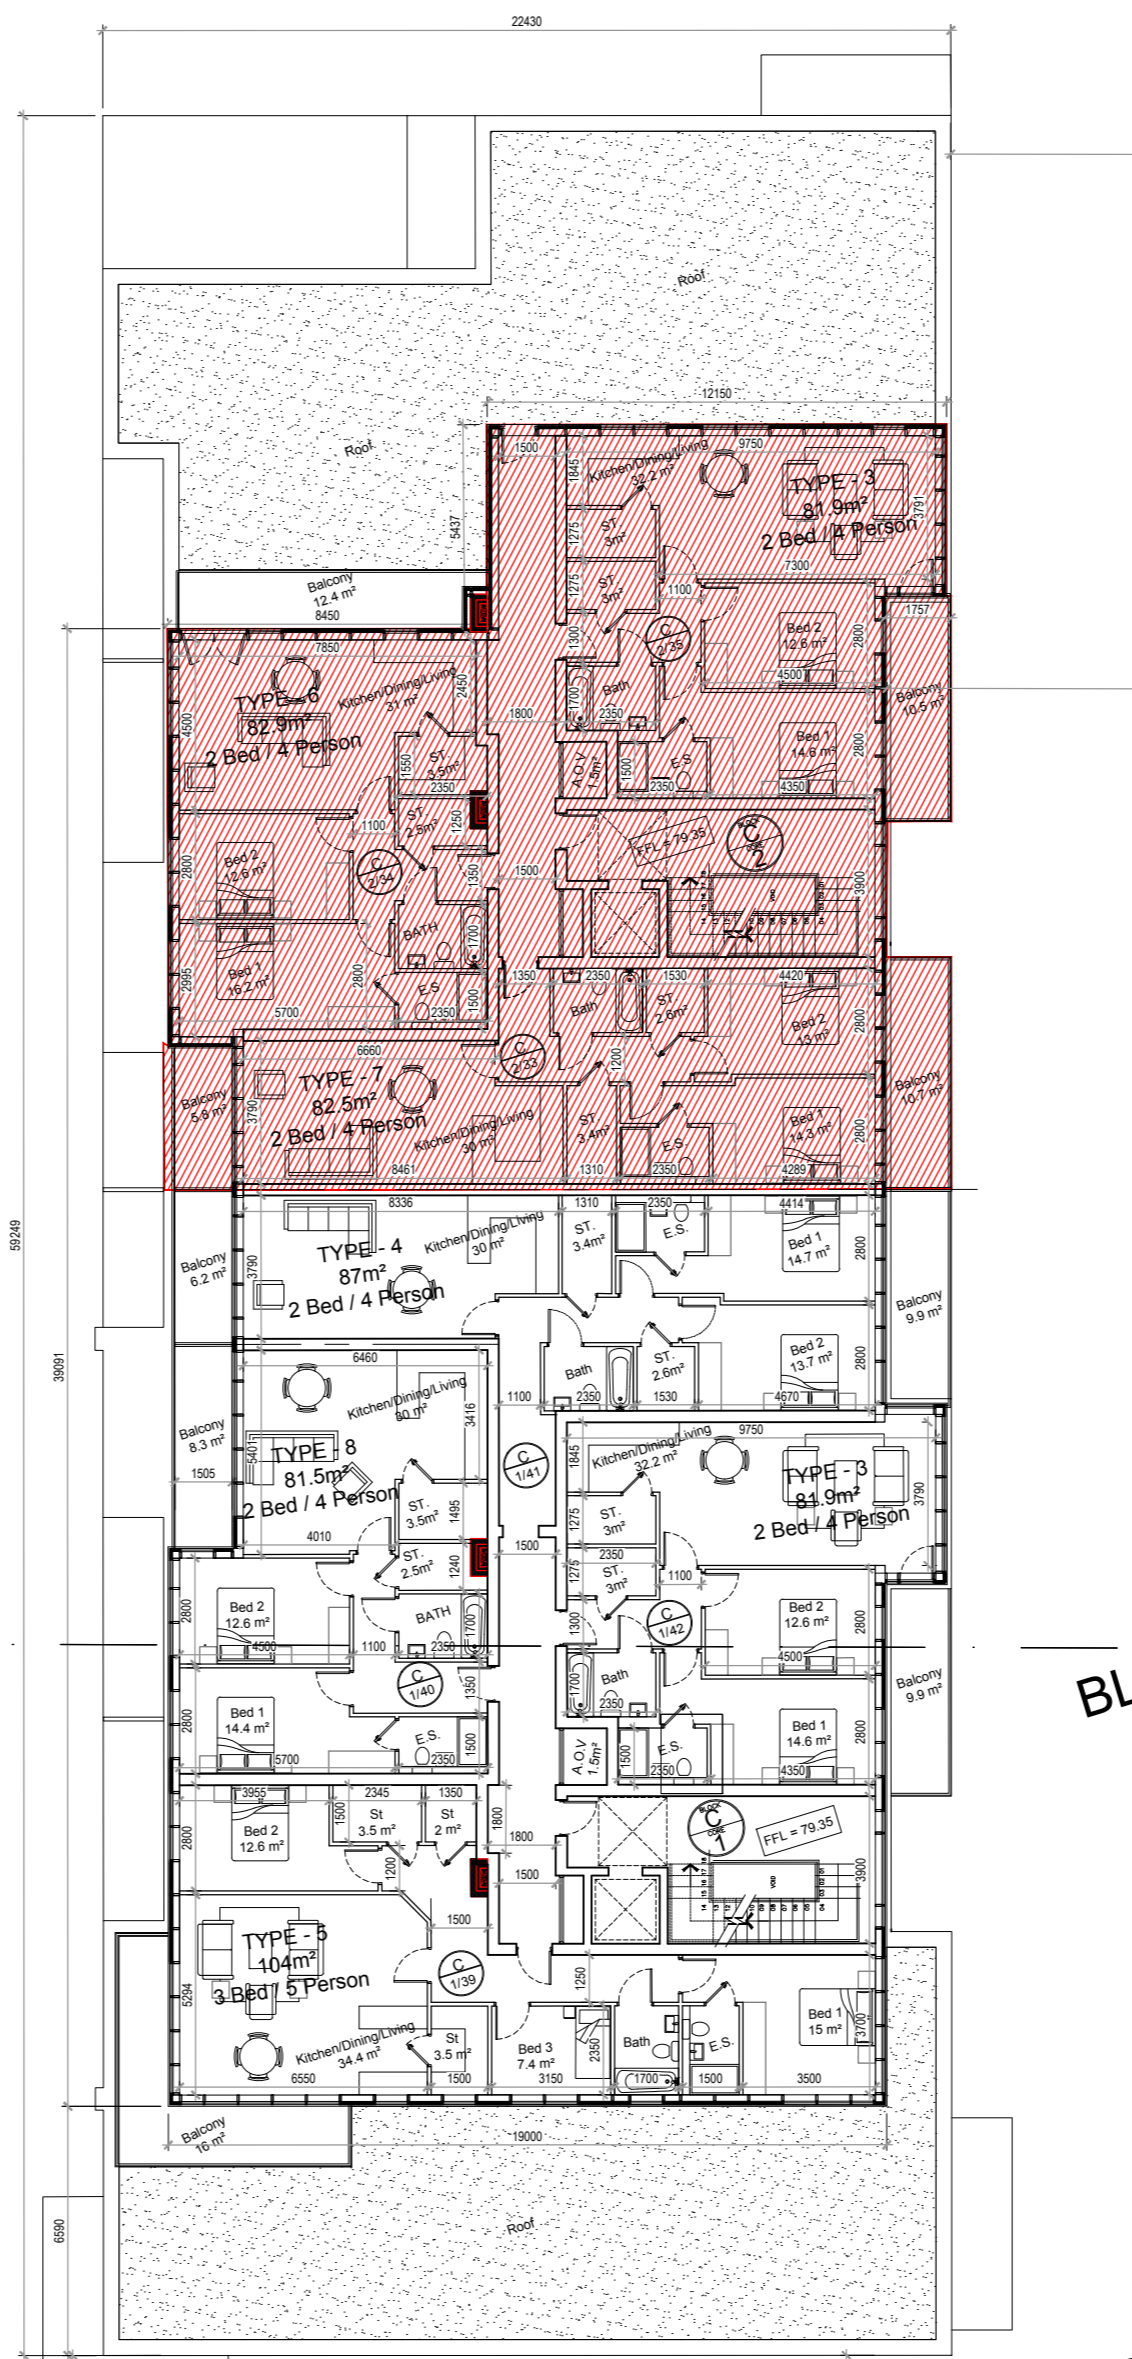 22430
Roof
12150
Roof
5437
1500
9750
Kitchen/Dining/Living
32.2 m²
1845
TYPE - 3
81.9m²
2 Bed / 4 Person
3791
ST.
3m²
1275
7300
ST.
3m²
1275
1100
Balcony
12.4 m²
8450
C
2/35
1300
Bed 2
12.6 m²
2800
4500
1757
Balcony
10.5 m²
7850
Kitchen/Dining/Living
31 m²
2450
TYPE - 6
82.9m²
2 Bed / 4 Person
4600
1800
Bath
1700
2350
A.O.V
1.5m²
1500
E.S
2350
Bed 1
14.6 m²
2800
4350
ST.
3.5m²
1550
2350
ST.
2.5m²
1250
1100
FFL = 79.35
BLOCK
C
CORE
2
3900
VOID
C
2/34
Bed 2
12.6 m²
2800
1350
1500
BATH
1700
Bed 1
16.2 m²
2995
2800
E.S
1500
5700
2350
1350
2350
1530
4420
Bath
ST.
2.6m²
Bed 2
13 m²
2800
Balcony
10.7 m²
C
2/33
6660
1200
Balcony
5.8 m²
3790
TYPE - 7
82.5m²
2 Bed / 4 Person
Kitchen/Dining/Living
30 m²
ST.
3.4m²
E.S.
Bed 1
14.3 m²
2800
8461
1310
2350
42897
8336
1310
2350
4414
Kitchen/Dining/Living
30 m²
ST.
3.4m²
E.S.
Bed 1
14.7 m²
2800
Balcony
6.2 m²
3790
TYPE - 4
87m²
2 Bed / 4 Person
Balcony
9.9 m²
59249
39091
6460
Bath
ST.
2.6m²
Bed 2
13.7 m²
2800
1100
2350
1530
4670
Kitchen/Dining/Living
30 m²
3416
Balcony
8.3 m²
1505
5401
TYPE - 8
81.5m²
2 Bed / 4 Person
C
1/41
9750
Kitchen/Dining/Living
32.2 m²
1845
TYPE - 3
81.9m²
2 Bed / 4 Person
3790
ST.
3.5m²
1495
4010
ST.
3m²
1275
1500
ST.
2.5m²
1240
2350
ST.
3m²
1275
1100
Bed 2
12.6 m²
2800
BATH
1700
4500
1100
2350
C
1/42
1300
Bed 2
12.6 m²
2800
4500
C
1/40
1350
Bath
1700
2350
Balcony
9.9 m²
BL
Bed 1
14.4 m²
2800
5700
E.S.
1500
2350
A.O.V
1.5m²
1500
E.S.
2350
Bed 1
14.6 m²
2800
4350
3955
2345
1350
Bed 2
12.6 m²
2800
1500
St
3.5 m²
St
2 m²
1800
1800
BLOCK
C
CORE
1
FFL = 79.35
3900
VOID
1200
1500
1500
TYPE - 5
104m²
3 Bed / 5 Person
5294
C
1/39
1250
Kitchen/Dining/Living
34.4 m²
St
3.5 m²
Bed 3
7.4 m²
2350
Bath
E.S.
Bed 1
15 m²
3700
6550
1500
3150
1700
1500
3500
Balcony
16 m²
19000
6590
Roof